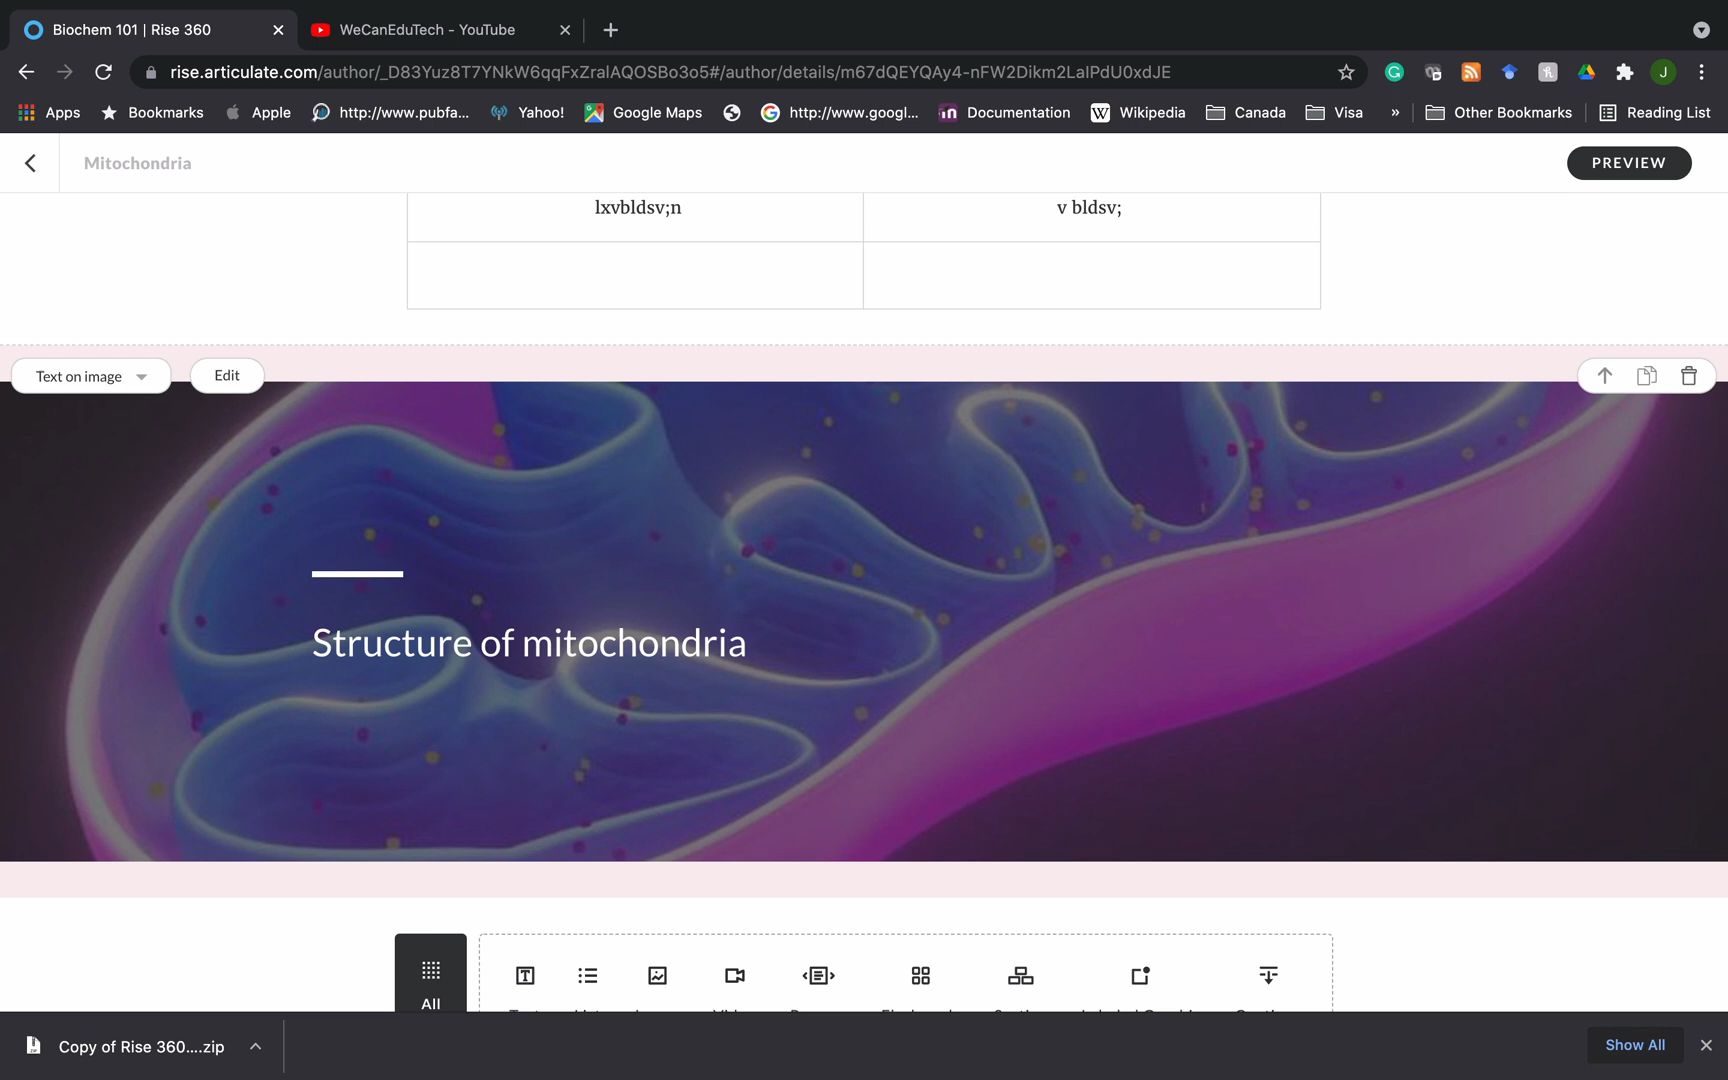 Biochem 101 | Rise 360
WeCanEduTech - YouTube
rise.articulate.com/author/_D83Yuz8T7YNkW6qqFxZralAQOSBo3o5#/author/details/m67dQEYQAy4-nFW2Dikm2LalPdU0xdJE
J
Apps
Bookmarks
Apple
http://www.pubfa...
Yahoo!
Google Maps
http://www.googl...
Documentation
Wikipedia
Canada
Visa
»
Other Bookmarks
Reading List
Mitochondria
PREVIEW
lxvbldsv;n
v bldsv;
Text on image
Edit
Structure of mitochondria
All
Copy of Rise 360....zip
Show All